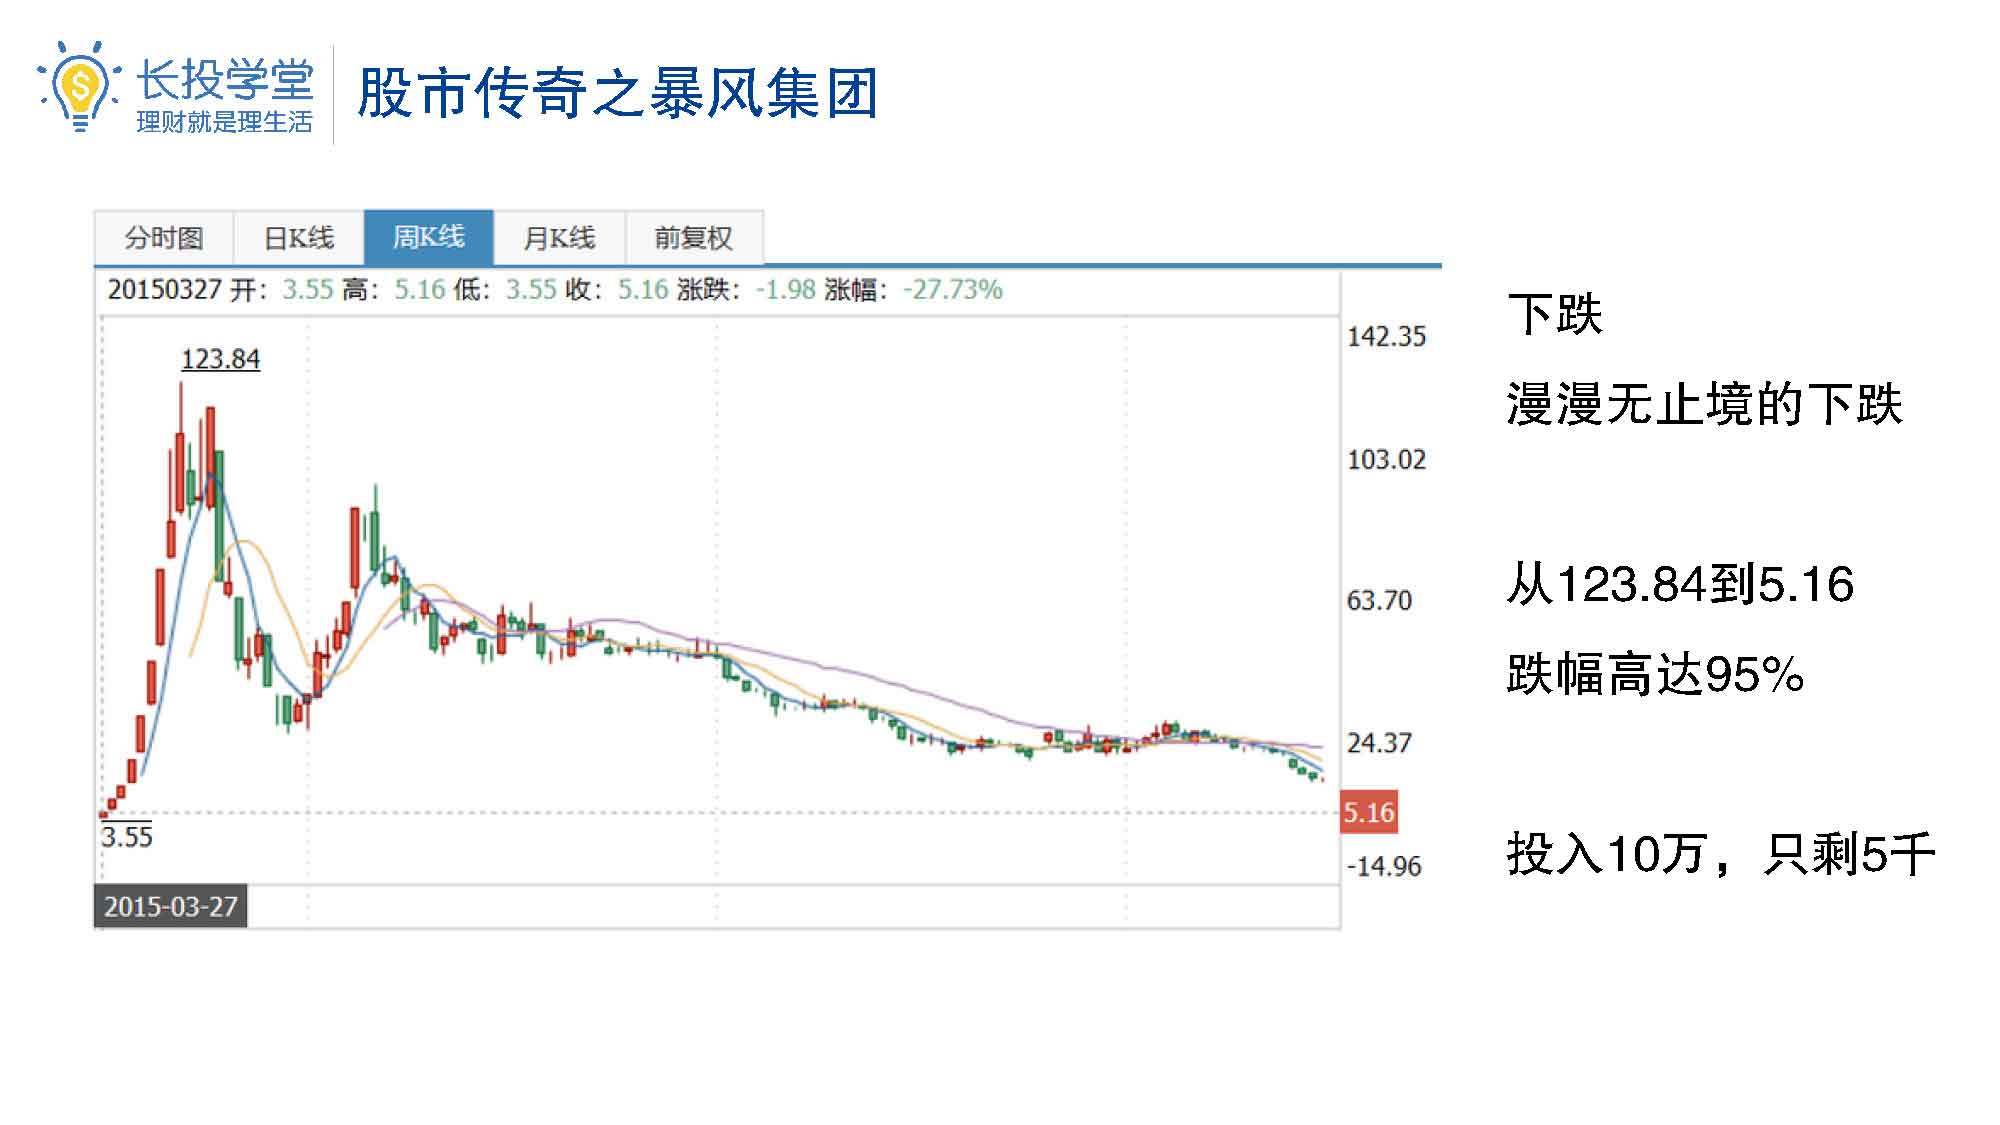 长投学堂
理财就是理生活
股市传奇之暴风集团
分时图 日K线 周K线 月K线 前复权
20150327 开: 3.55 高: 5.16 低: 3.55 收: 5.16 涨跌: -1.98 涨幅: -27.73%
142.35
123.84
103.02
63.70
24.37
5.16
3.55
-14.96
2015-03-27
下跌
漫漫无止境的下跌
从123.84到5.16
跌幅高达95%
投入10万，只剩5千